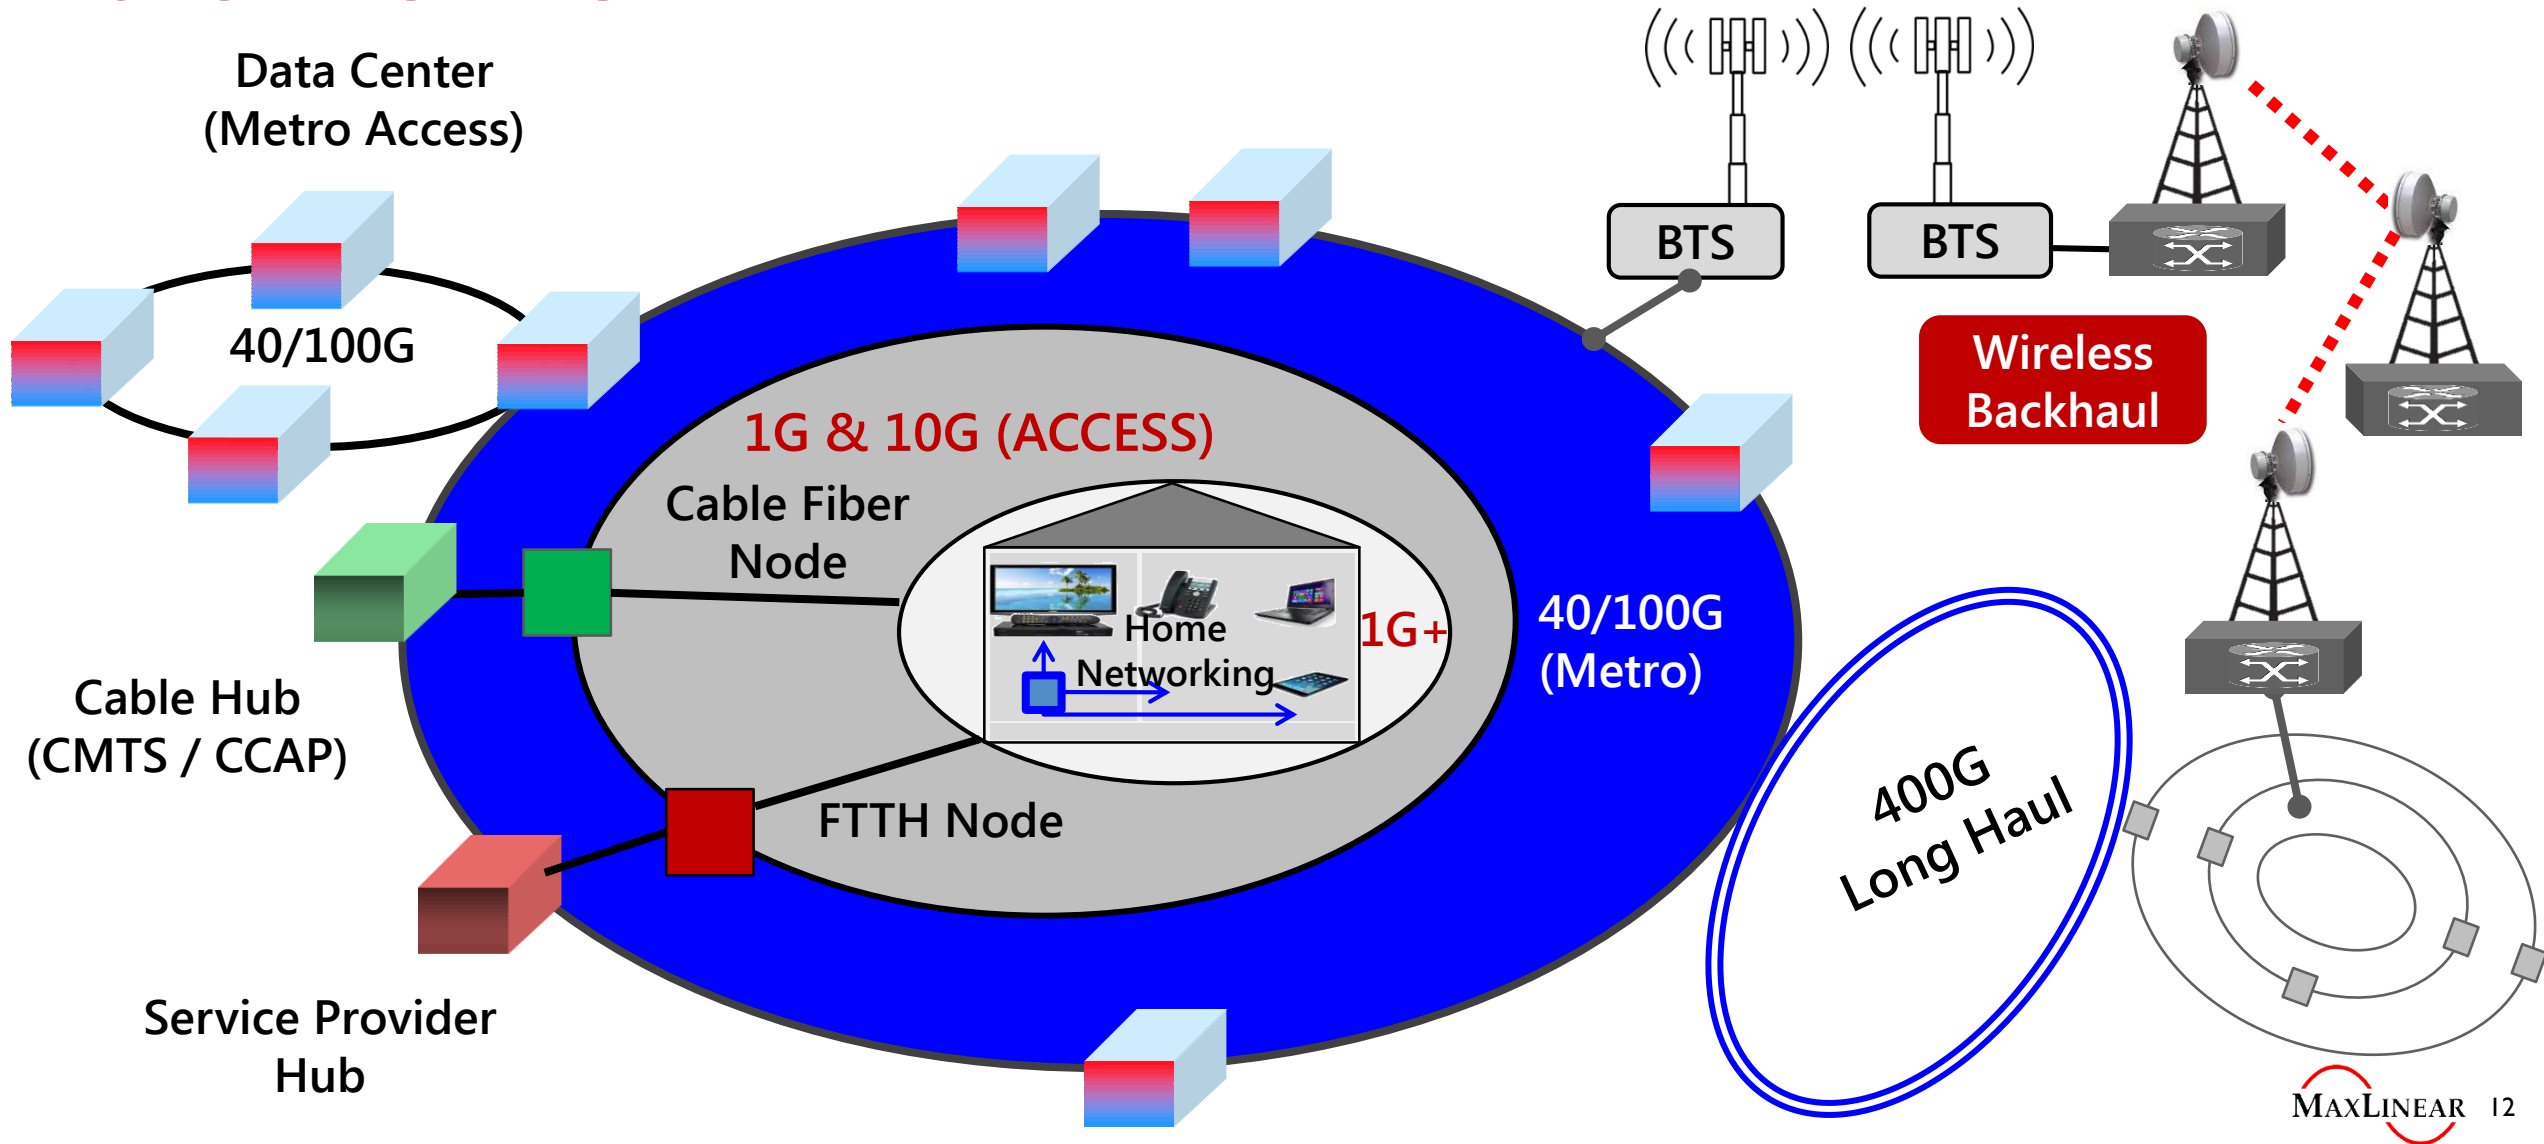 Data Center
(Metro Access)
40/100G
BTS
BTS
Wireless
Backhaul
1G & 10G (ACCESS)
Cable Fiber
Node
Home
Networking
1G+
40/100G
(Metro)
Cable Hub
(CMTS / CCAP)
FTTH Node
400G
Long Haul
Service Provider
Hub
MAXLINEAR 12